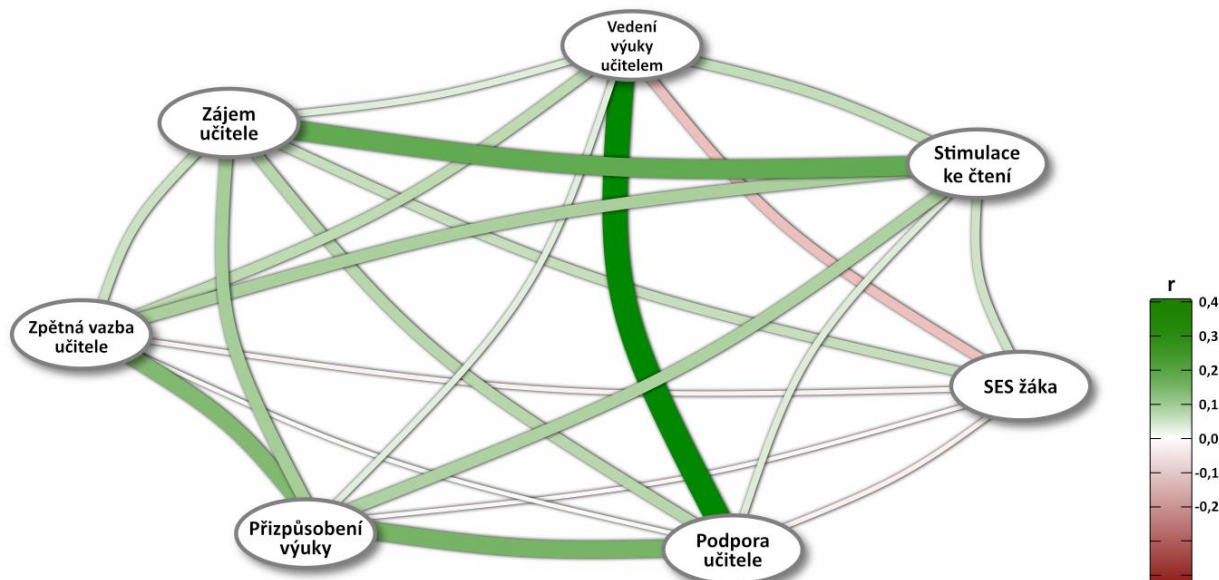 Vedení
výuky
učitelem
Zájem
učitele
Stimulace
ke čtení
Zpětná vazba
učitele
SES žáka
Přizpůsobení
výuky
Podpora
učitele
r
0,4
0,3
0,2
0,1
0,0
-0,1
-0,2